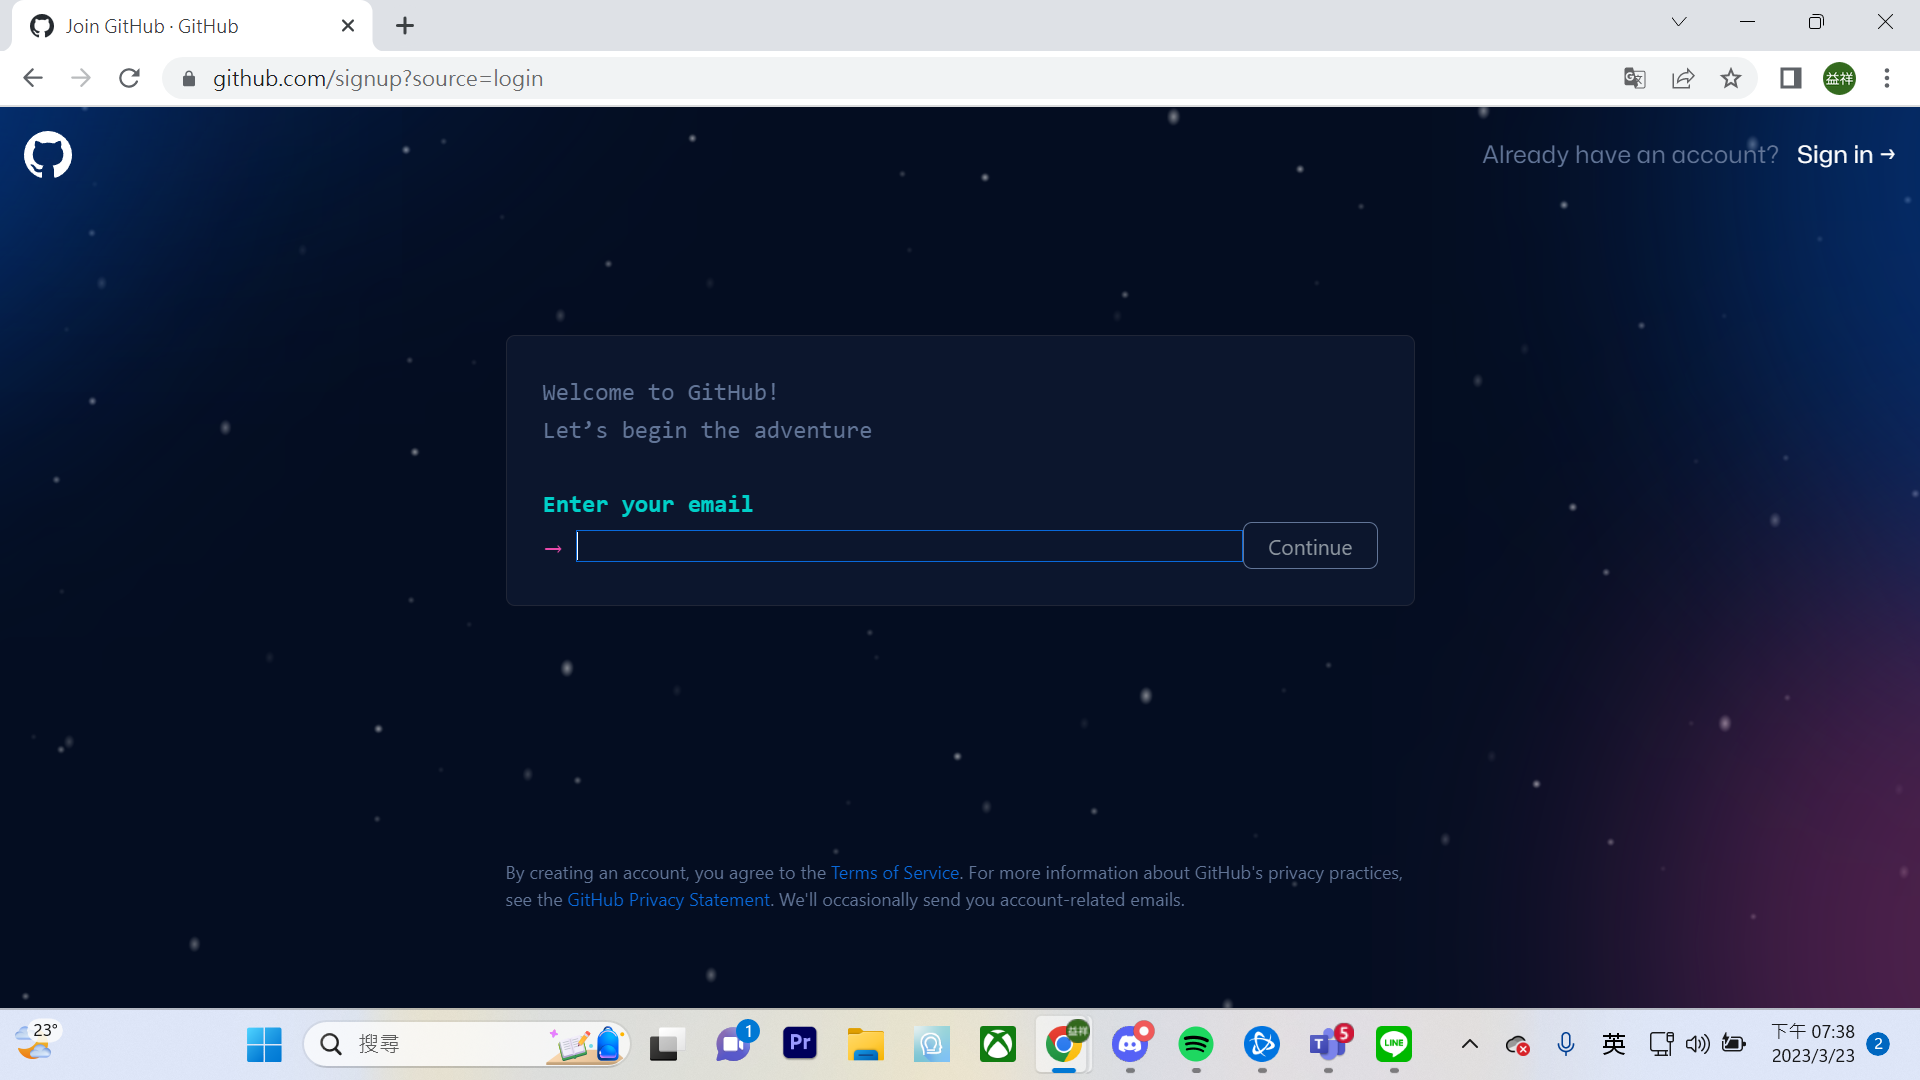 Join GitHub · GitHub
github.com/signup?source=login
益祥
Already have an account? Sign in →
Welcome to GitHub!
Let’s begin the adventure
Enter your email
→
Continue
By creating an account, you agree to the Terms of Service. For more information about GitHub's privacy practices,
see the GitHub Privacy Statement. We'll occasionally send you account-related emails.
23°
搜尋
1
Pr
益祥
T
5
LINE
英
下午 07:38
2023/3/23
2